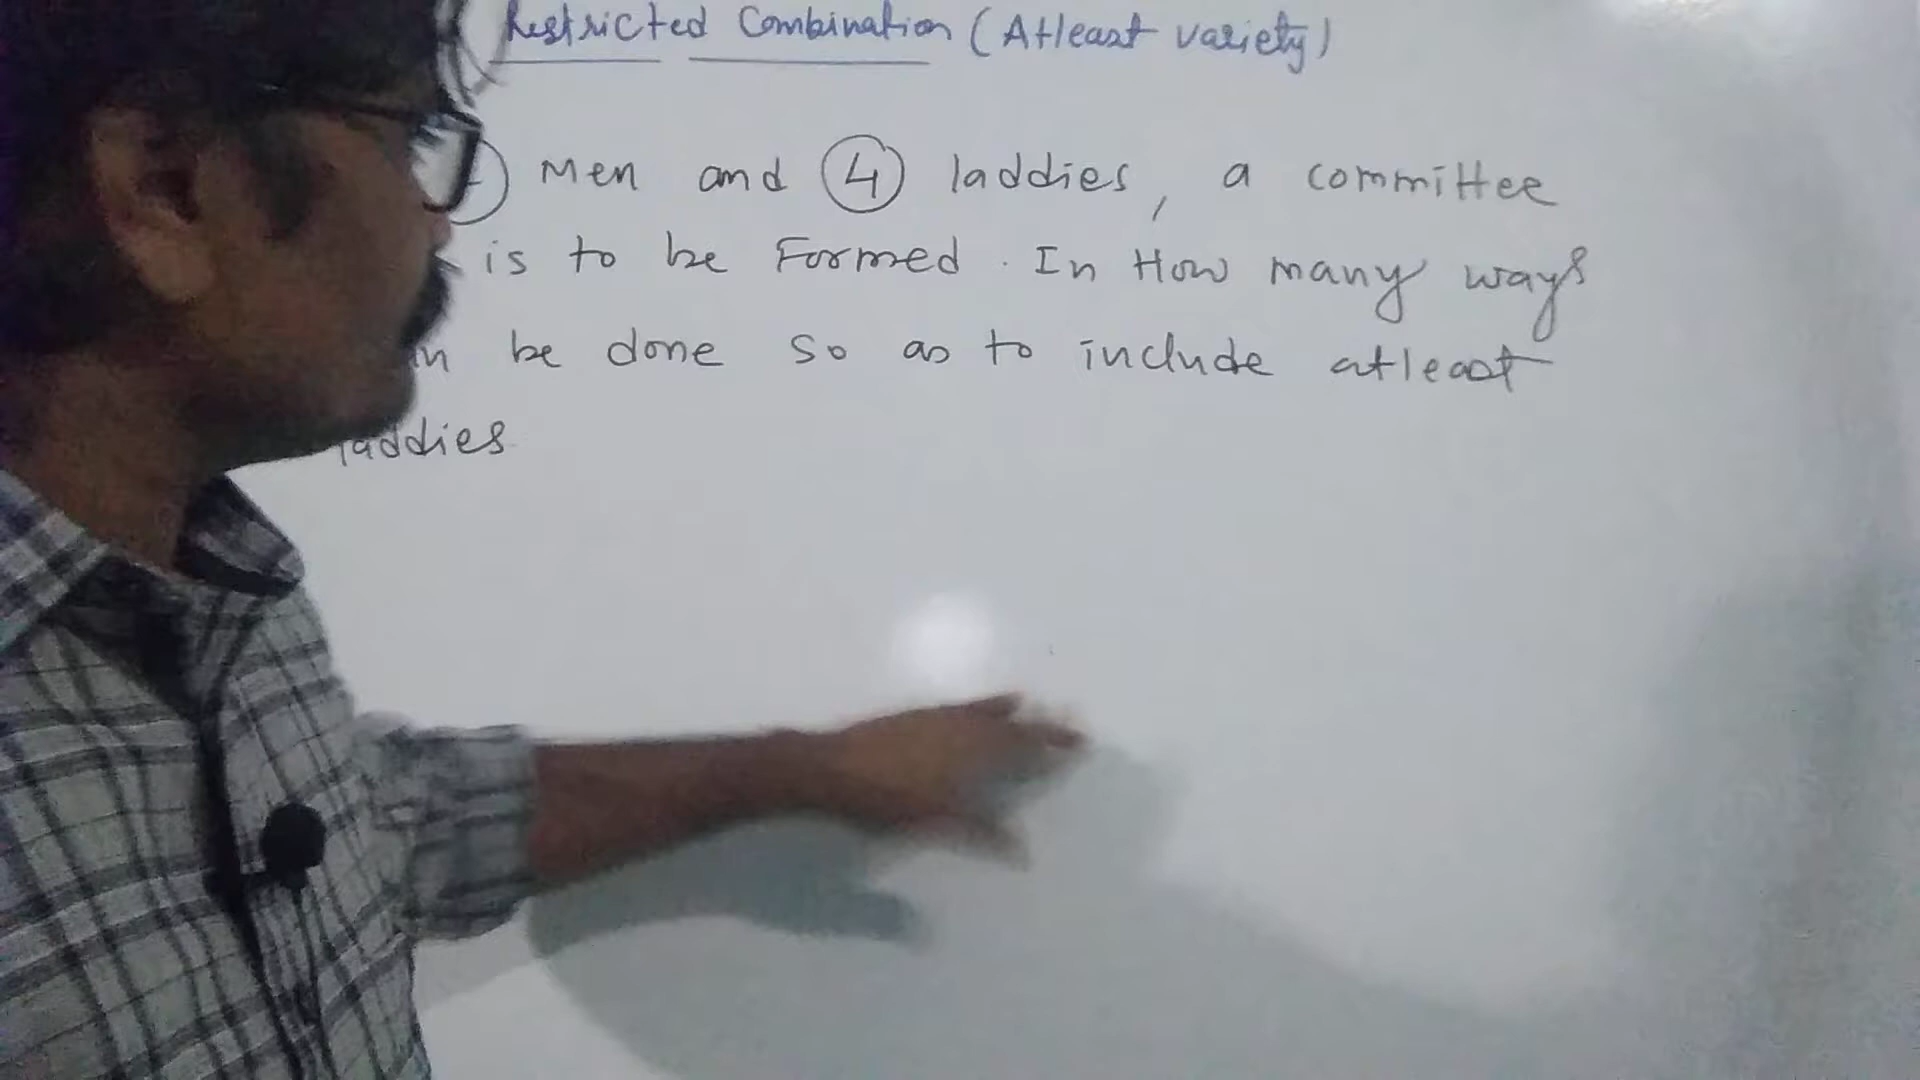 Restricted Combination (Atleast variety)
Men and 4 laddies, a committee
is to be Formed. In How many ways
be done so as to include atleast
laddies